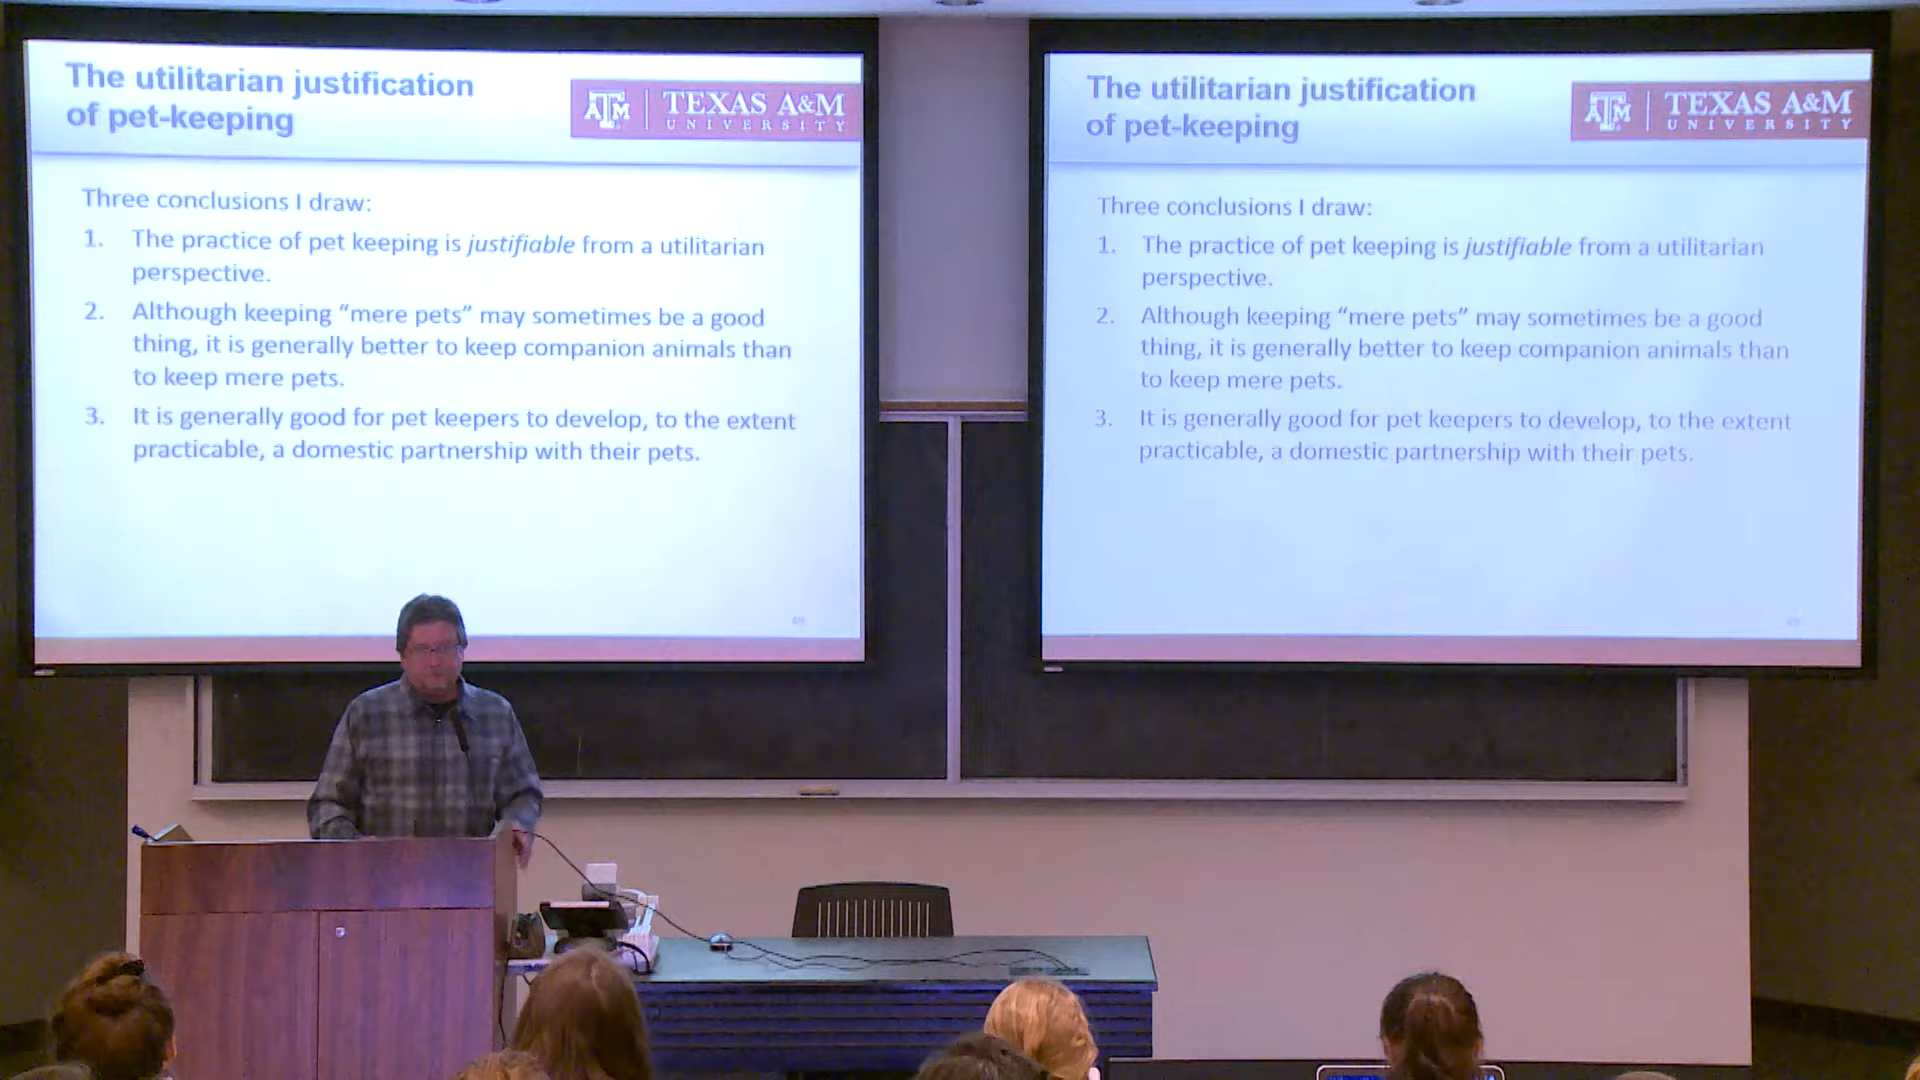 The utilitarian justification
of pet-keeping
ATM TEXAS A&M
UNIVERSITY
Three conclusions I draw:
1. The practice of pet keeping is justifiable from a utilitarian
perspective.
2. Although keeping “mere pets” may sometimes be a good
thing, it is generally better to keep companion animals than
to keep mere pets.
3. It is generally good for pet keepers to develop, to the extent
practicable, a domestic partnership with their pets.
The utilitarian justification
of pet-keeping
ATM TEXAS A&M
UNIVERSITY
Three conclusions I draw:
1. The practice of pet keeping is justifiable from a utilitarian
perspective.
2. Although keeping “mere pets” may sometimes be a good
thing, it is generally better to keep companion animals than
to keep mere pets.
3. It is generally good for pet keepers to develop, to the extent
practicable, a domestic partnership with their pets.